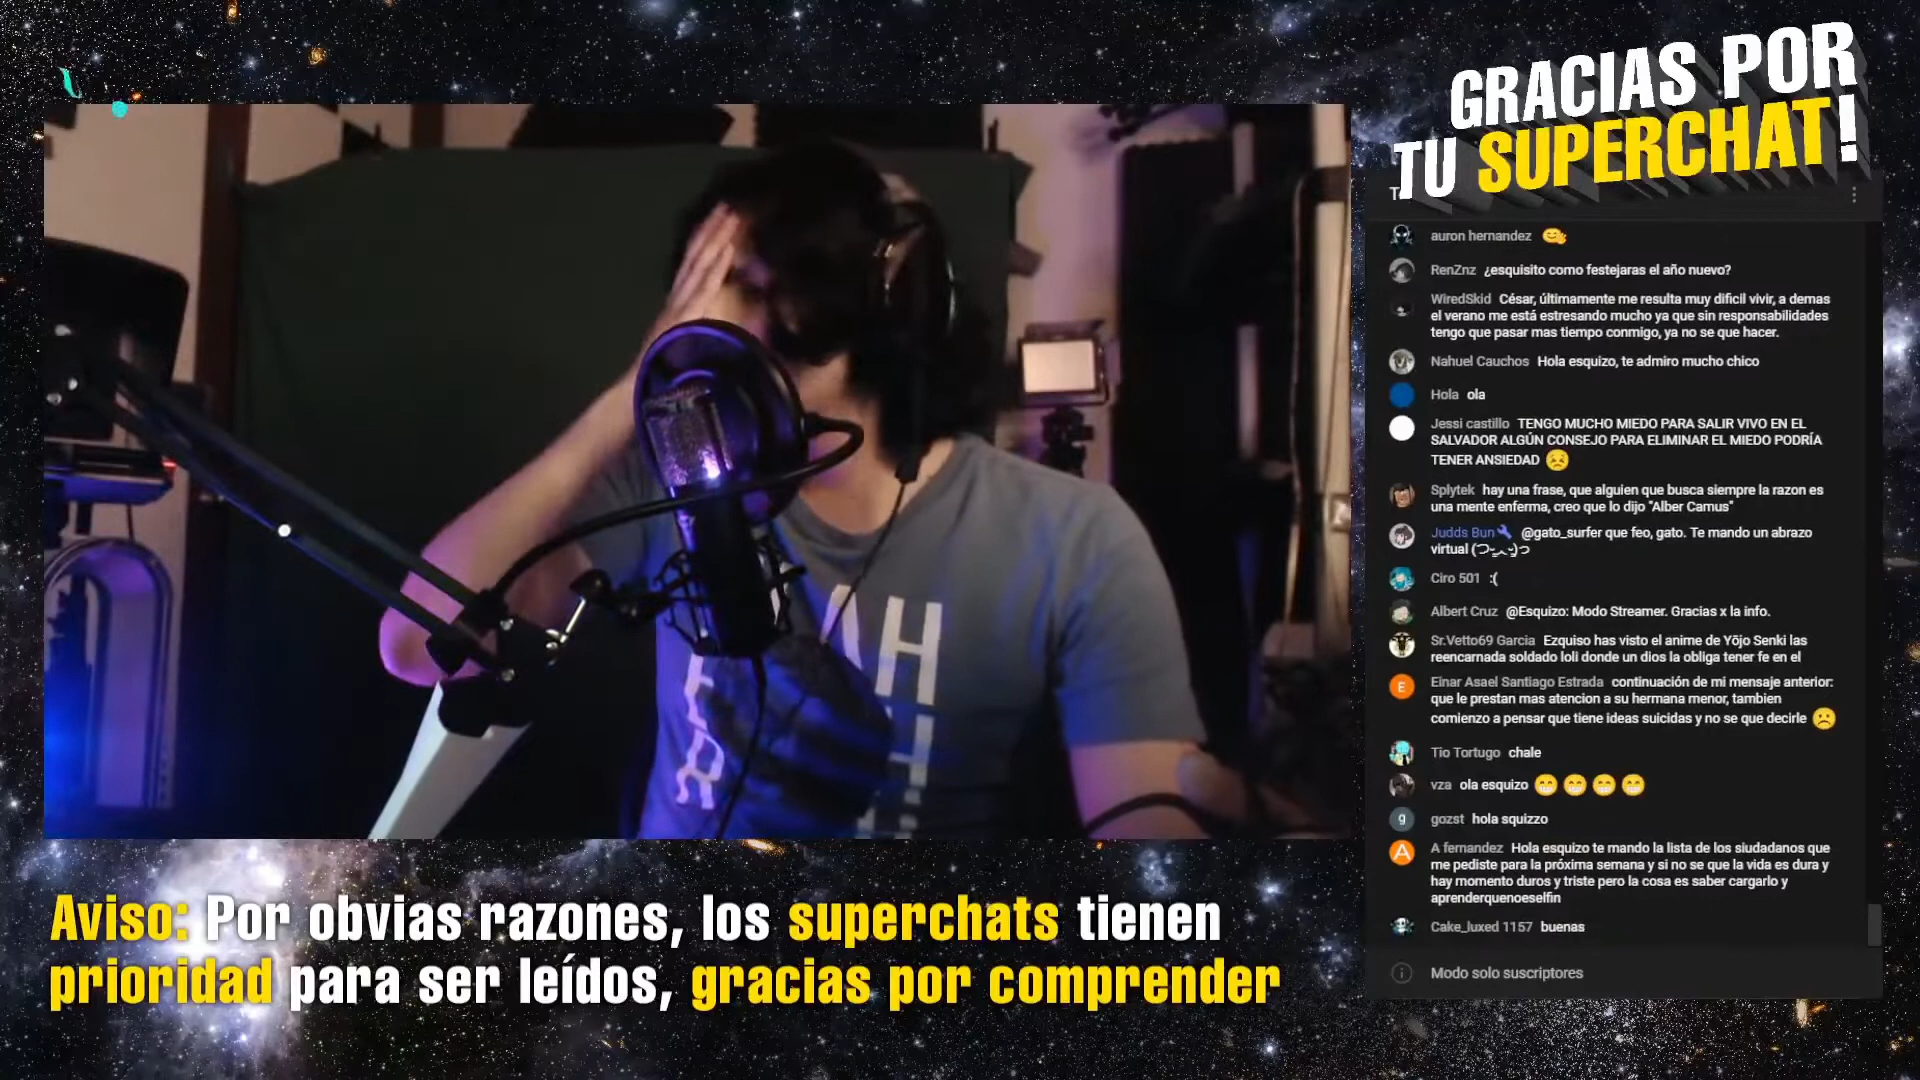 GRACIAS POR
TU SUPERCHAT!
auron hernandez
RenZnz ¿esquisito como festejaras el año nuevo?
WiredSkid César, últimamente me resulta muy dificil vivir, a demas
el verano me está estresando mucho ya que sin responsabilidades
tengo que pasar mas tiempo conmigo, ya no se que hacer.
Nahuel Cauchos Hola esquizo, te admiro mucho chico
Hola ola
Jessi castillo TENGO MUCHO MIEDO PARA SALIR VIVO EN EL
SALVADOR ALGÚN CONSEJO PARA ELIMINAR EL MIEDO PODRÍA
TENER ANSIEDAD 😣
Splytek hay una frase, que alguien que busca siempre la razon es
una mente enferma, creo que lo dijo "Alber Camus"
Judds Bun @gato_surfer que feo, gato. Te mando un abrazo
virtual
Ciro 501 :(
Albert Cruz @Esquizo: Modo Streamer. Gracias x la info.
Sr.Vetto69 Garcia Ezquiso has visto el anime de Yōjo Senki las
reencarnada soldado loli donde un dios la obliga tener fe en el
E
Einar Asael Santiago Estrada continuación de mi mensaje anterior:
que le prestan mas atencion a su hermana menor, tambien
comienzo a pensar que tiene ideas suicidas y no se que decirle ☹️
Tio Tortugo chale
vza ola esquizo 😁😁😁😁
g
gozst hola squizzo
A
A fernandez Hola esquizo te mando la lista de los siudadanos que
me pediste para la próxima semana y si no se que la vida es dura y
hay momento duros y triste pero la cosa es saber cargarlo y
aprenderquenoeselfin
Cake_luxed 1157 buenas
Modo solo suscriptores
Aviso: Por obvias razones, los superchats tienen
prioridad para ser leídos, gracias por comprender